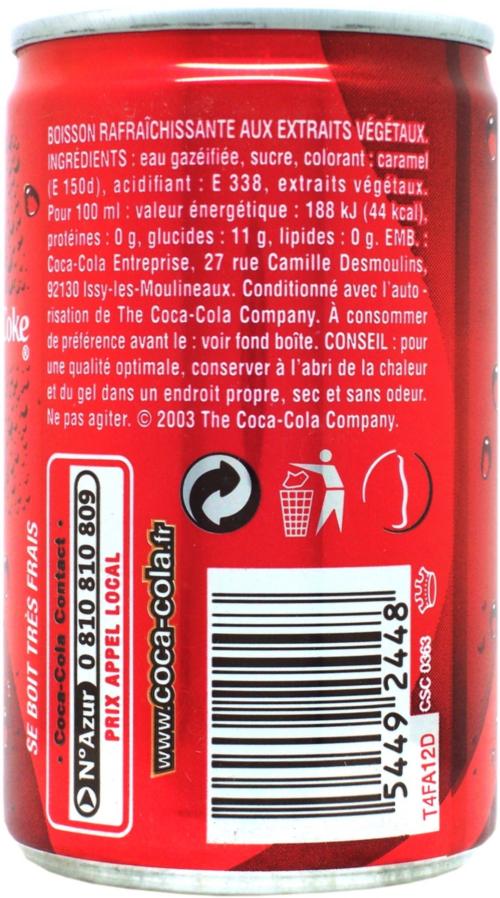 BOISSON RAFRAÎCHISSANTE AUX EXTRAITS VÉGÉTAUX.
INGRÉDIENTS : eau gazéifiée, sucre, colorant : caramel
(E 150d), acidifiant : E 338, extraits végétaux.
Pour 100 ml : valeur énergétique : 188 kJ (44 kcal),
protéines : 0 g, glucides : 11 g, lipides : 0 g. EMB. :
Coca-Cola Entreprise, 27 rue Camille Desmoulins,
92130 Issy-les-Moulineaux. Conditionné avec l'auto-
risation de The Coca-Cola Company. À consommer
de préférence avant le : voir fond boîte. CONSEIL : pour
une qualité optimale, conserver à l'abri de la chaleur
et du gel dans un endroit propre, sec et sans odeur.
Ne pas agiter. © 2003 The Coca-Cola Company.
Coke
®
SE BOIT TRÈS FRAIS
• Coca-Cola Contact •
N°Azur 0 810 810 809
PRIX APPEL LOCAL
www.coca-cola.fr
5449 2448
CSC 0363
T4FA12D